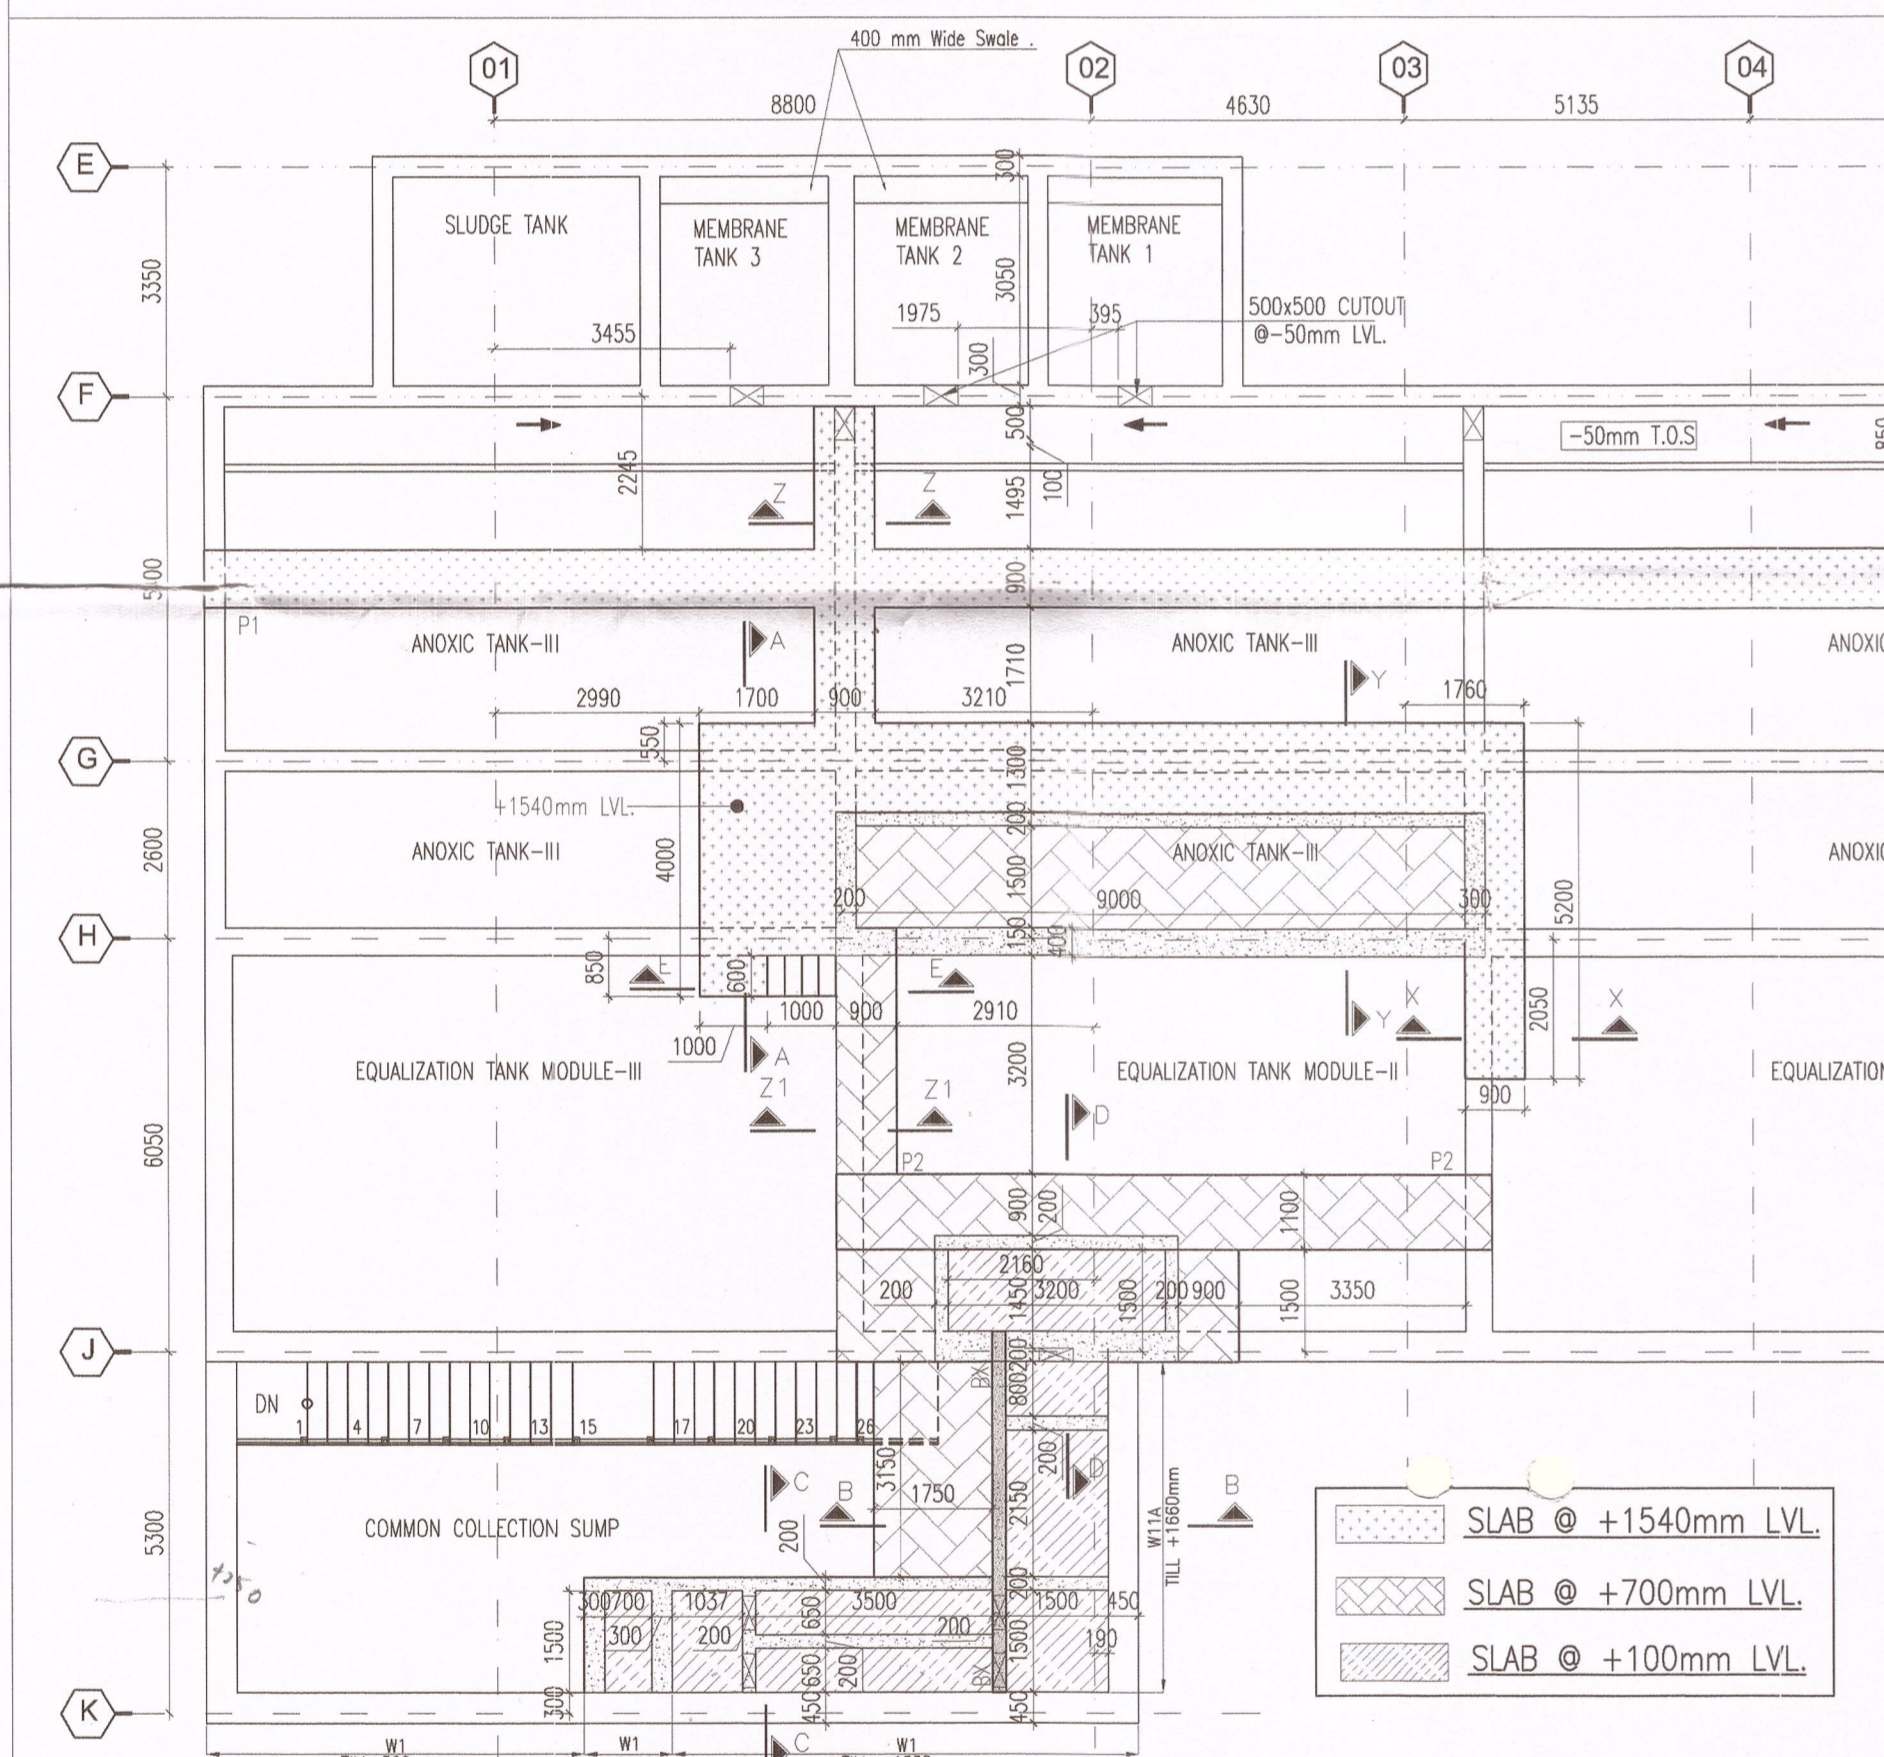 400 mm Wide Swale .
01
02
03
04
8800
4630
5135
E
300
SLUDGE TANK
MEMBRANE
TANK 3
MEMBRANE
TANK 2
MEMBRANE
TANK 1
3350
3050
1975
395
500x500 CUTOUT
@-50mm LVL.
3455
300
F
500
-50mm T.O.S
850
2245
Z
Z
1495
100
5400
900
P1
ANOXIC TANK-III
A
ANOXIC TANK-III
1710
Y
ANOXIC
2990
1700
900
3210
1760
550
G
1300
+1540mm LVL.
200
2600
ANOXIC TANK-III
4000
ANOXIC TANK-III
1500
ANOXIC
200
9000
300
5200
H
150
400
850
E
600
E
X
X
2050
1000
900
2910
Y
1000
A
EQUALIZATION TANK MODULE-III
3200
EQUALIZATION TANK MODULE-II
EQUALIZATION
Z1
Z1
900
D
6050
P2
P2
900
200
1100
2160
200
1450
3200
1500
200
900
1500
3350
J
200
BX
800
DN
1
4
7
10
13
15
17
20
23
26
3150
200
D
C
B
1750
2150
W11A
TILL +1660mm
B
COMMON COLLECTION SUMP
200
5300
SLAB @ +1540mm LVL.
SLAB @ +700mm LVL.
SLAB @ +100mm LVL.
300
700
1037
650
3500
200
1500
450
1500
300
200
200
1500
190
650
200
BX
K
300
450
450
C
W1
W1
W1